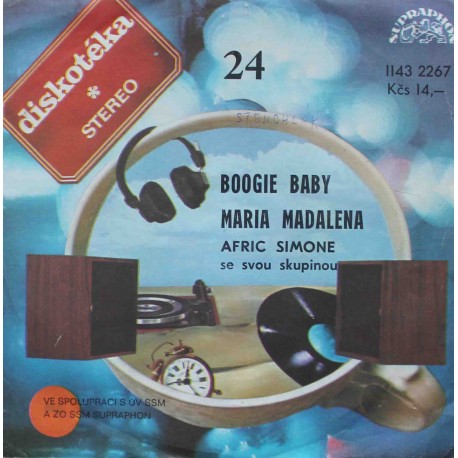 diskotéka
*
STEREO
24
SUPRAPHON
1143 2267
Kčs 14,—
BOOGIE BABY
MARIA MADALENA
AFRIC SIMONE
se svou skupinou
VE SPOLUPRÁCI S ÚV SSM
A ZO SSM SUPRAPHON